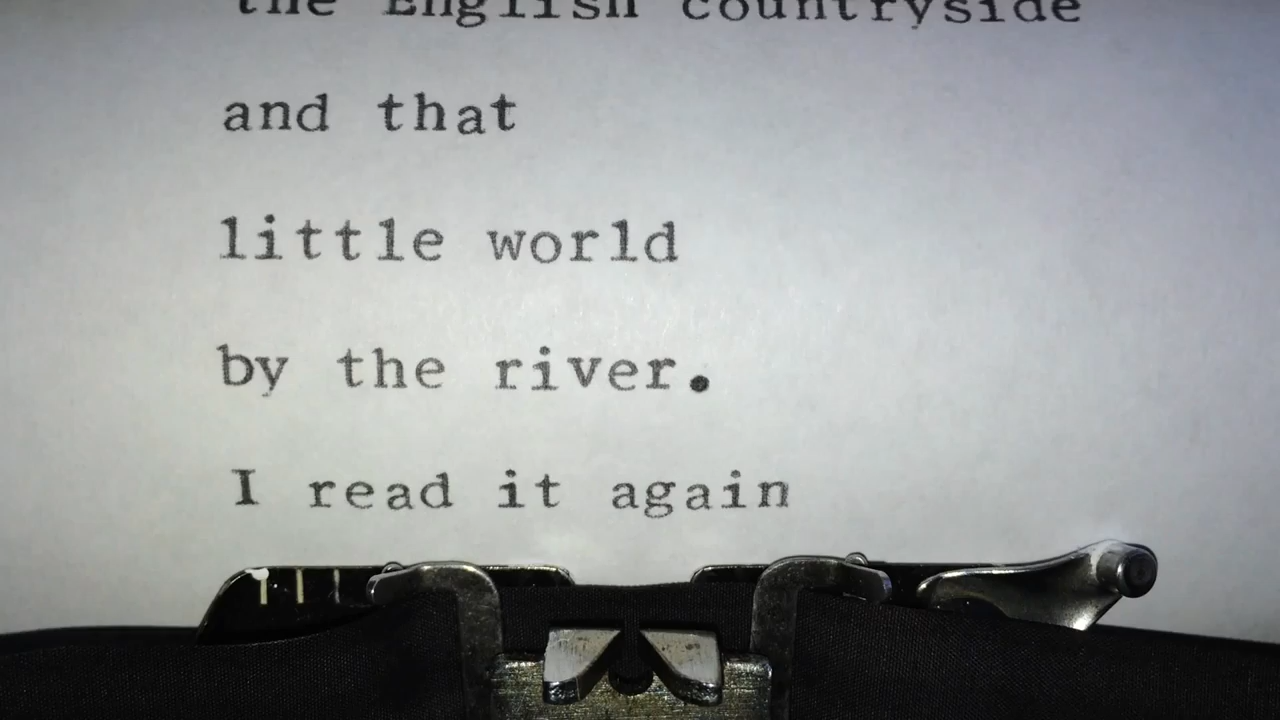 the English countryside
and that
little world
by the river.
I read it again